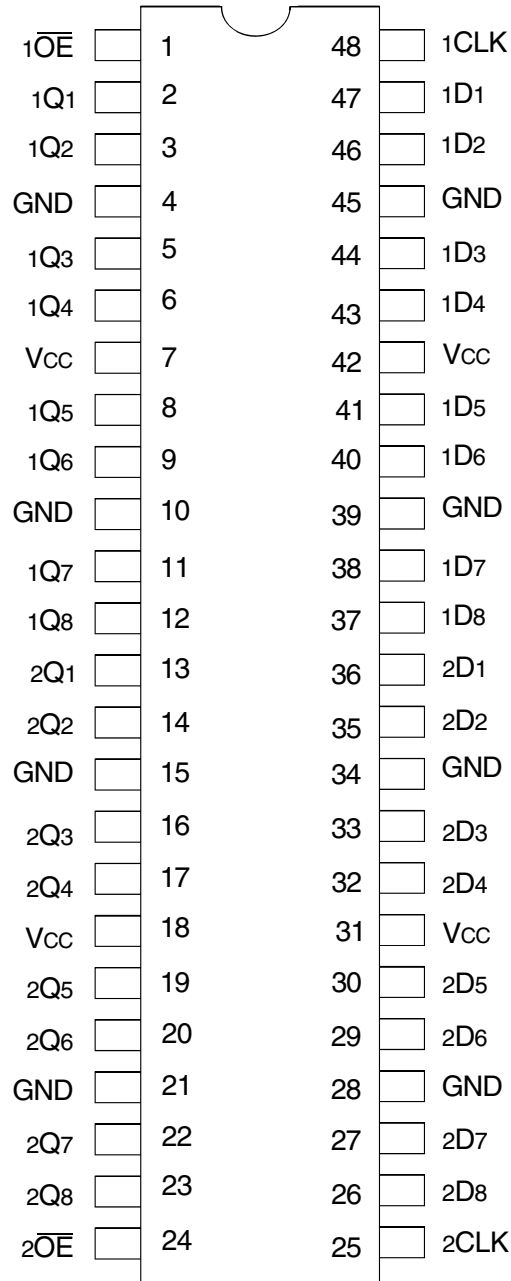 1O̅E̅ 1 48 1CLK
1Q1 2 47 1D1
1Q2 3 46 1D2
GND 4 45 GND
1Q3 5 44 1D3
1Q4 6 43 1D4
VCC 7 42 VCC
1Q5 8 41 1D5
1Q6 9 40 1D6
GND 10 39 GND
1Q7 11 38 1D7
1Q8 12 37 1D8
2Q1 13 36 2D1
2Q2 14 35 2D2
GND 15 34 GND
2Q3 16 33 2D3
2Q4 17 32 2D4
VCC 18 31 VCC
2Q5 19 30 2D5
2Q6 20 29 2D6
GND 21 28 GND
2Q7 22 27 2D7
2Q8 23 26 2D8
2O̅E̅ 24 25 2CLK